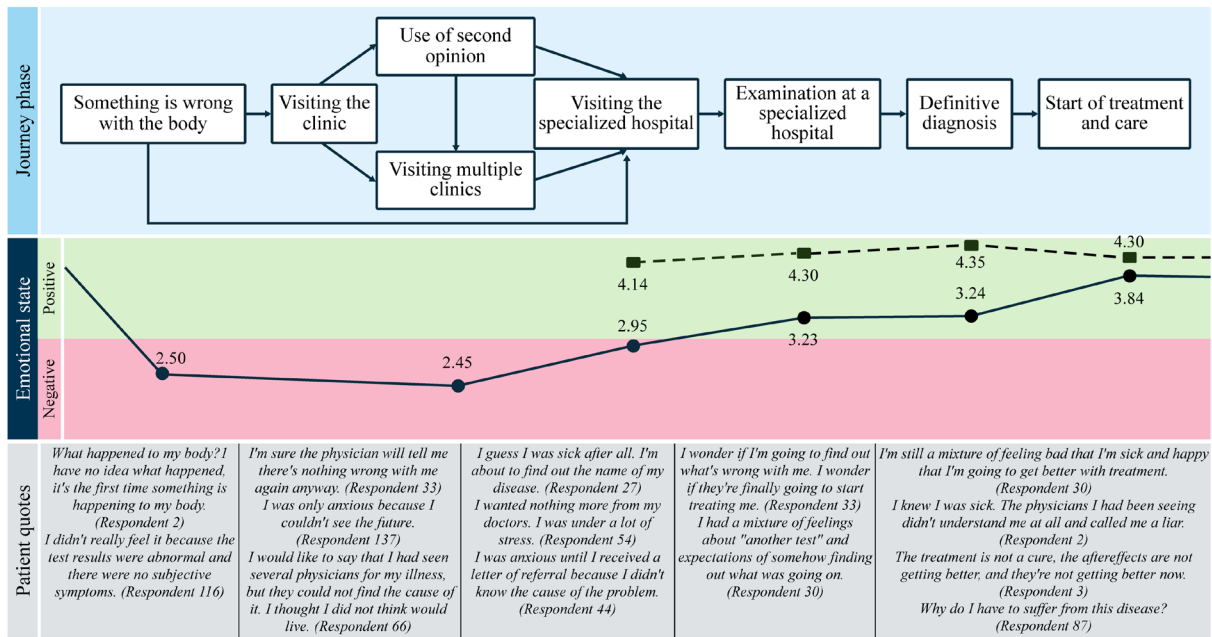 Journey phase
Something is wrong
with the body
Visiting the
clinic
Use of second
opinion
Visiting multiple
clinics
Visiting the
specialized hospital
Examination at a
specialized
hospital
Definitive
diagnosis
Start of treatment
and care
Emotional state
Positive
Negative
4.14
4.30
4.35
4.30
2.50
2.45
2.95
3.23
3.24
3.84
Patient quotes
What happened to my body? I
have no idea what happened,
it's the first time something is
happening to my body.
(Respondent 2)
I didn't really feel it because the
test results were abnormal and
there were no subjective
symptoms. (Respondent 116)
I'm sure the physician will tell me
there's nothing wrong with me
again anyway. (Respondent 33)
I was only anxious because I
couldn't see the future.
(Respondent 137)
I would like to say that I had seen
several physicians for my illness,
but they could not find the cause of
it. I thought I did not think would
live. (Respondent 66)
I guess I was sick after all. I'm
about to find out the name of my
disease. (Respondent 27)
I wanted nothing more from my
doctors. I was under a lot of
stress. (Respondent 54)
I was anxious until I received a
letter of referral because I didn't
know the cause of the problem.
(Respondent 44)
I wonder if I'm going to find out
what's wrong with me. I wonder
if they're finally going to start
treating me. (Respondent 33)
I had a mixture of feelings
about "another test" and
expectations of somehow finding
out what was going on.
(Respondent 30)
I'm still a mixture of feeling bad that I'm sick and happy
that I'm going to get better with treatment.
(Respondent 30)
I knew I was sick. The physicians I had been seeing
didn't understand me at all and called me a liar.
(Respondent 2)
The treatment is not a cure, the aftereffects are not
getting better, and they're not getting better now.
(Respondent 3)
Why do I have to suffer from this disease?
(Respondent 87)